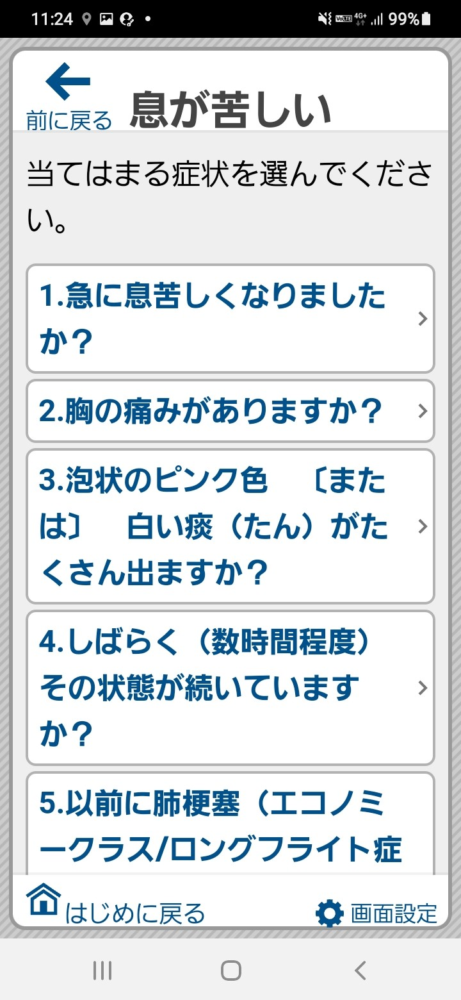 11:24 VoLTE 4G+ 99%
前に戻る 息が苦しい
当てはまる症状を選んでくださ
い。
1.急に息苦しくなりました
か？
2.胸の痛みがありますか？
3.泡状のピンク色　〔また
は〕　白い痰（たん）がた
くさん出ますか？
4.しばらく（数時間程度）
その状態が続いています
か？
5.以前に肺梗塞（エコノミ
ークラス/ロングフライト症
はじめに戻る 画面設定